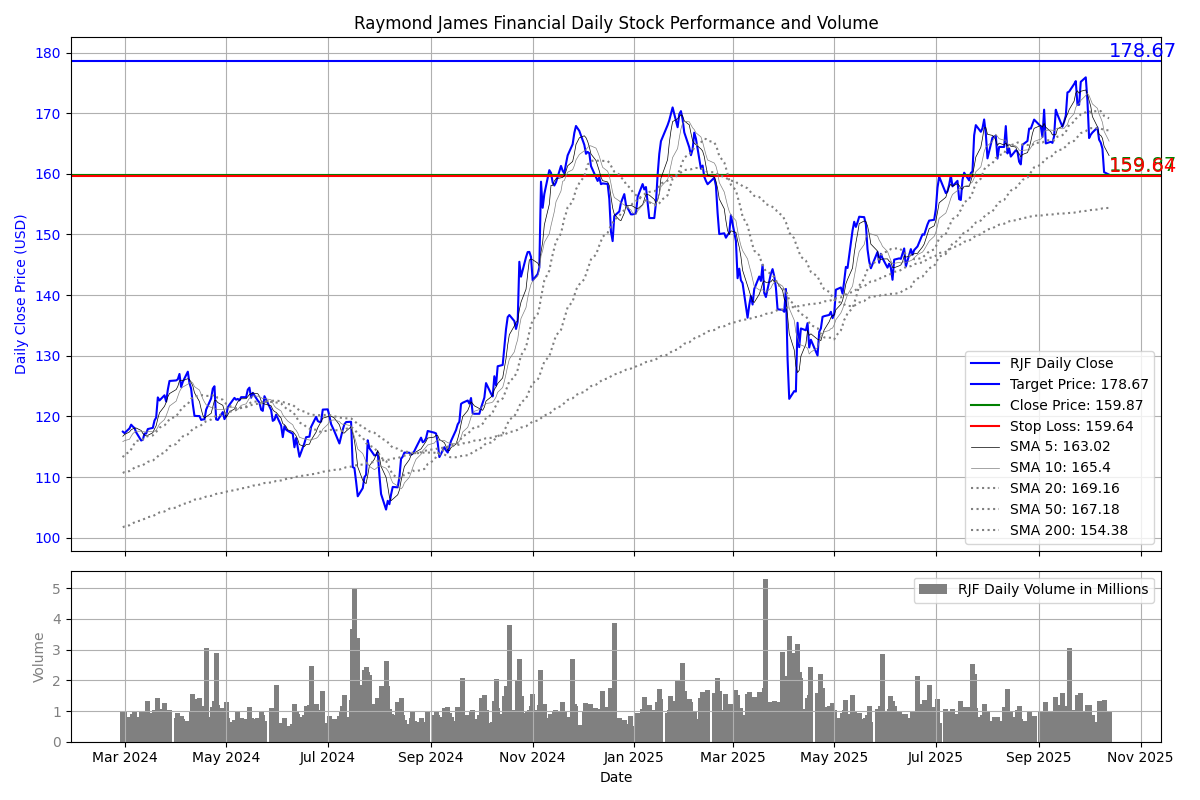 Raymond James Financial Daily Stock Performance and Volume
Daily Close Price (USD)
180
170
160
150
140
130
120
110
100
178.67
159.87
159.64
RJF Daily Close
Target Price: 178.67
Close Price: 159.87
Stop Loss: 159.64
SMA 5: 163.02
SMA 10: 165.4
SMA 20: 169.16
SMA 50: 167.18
SMA 200: 154.38
Volume
5
4
3
2
1
0
RJF Daily Volume in Millions
Mar 2024 May 2024 Jul 2024 Sep 2024 Nov 2024 Jan 2025 Mar 2025 May 2025 Jul 2025 Sep 2025 Nov 2025
Date